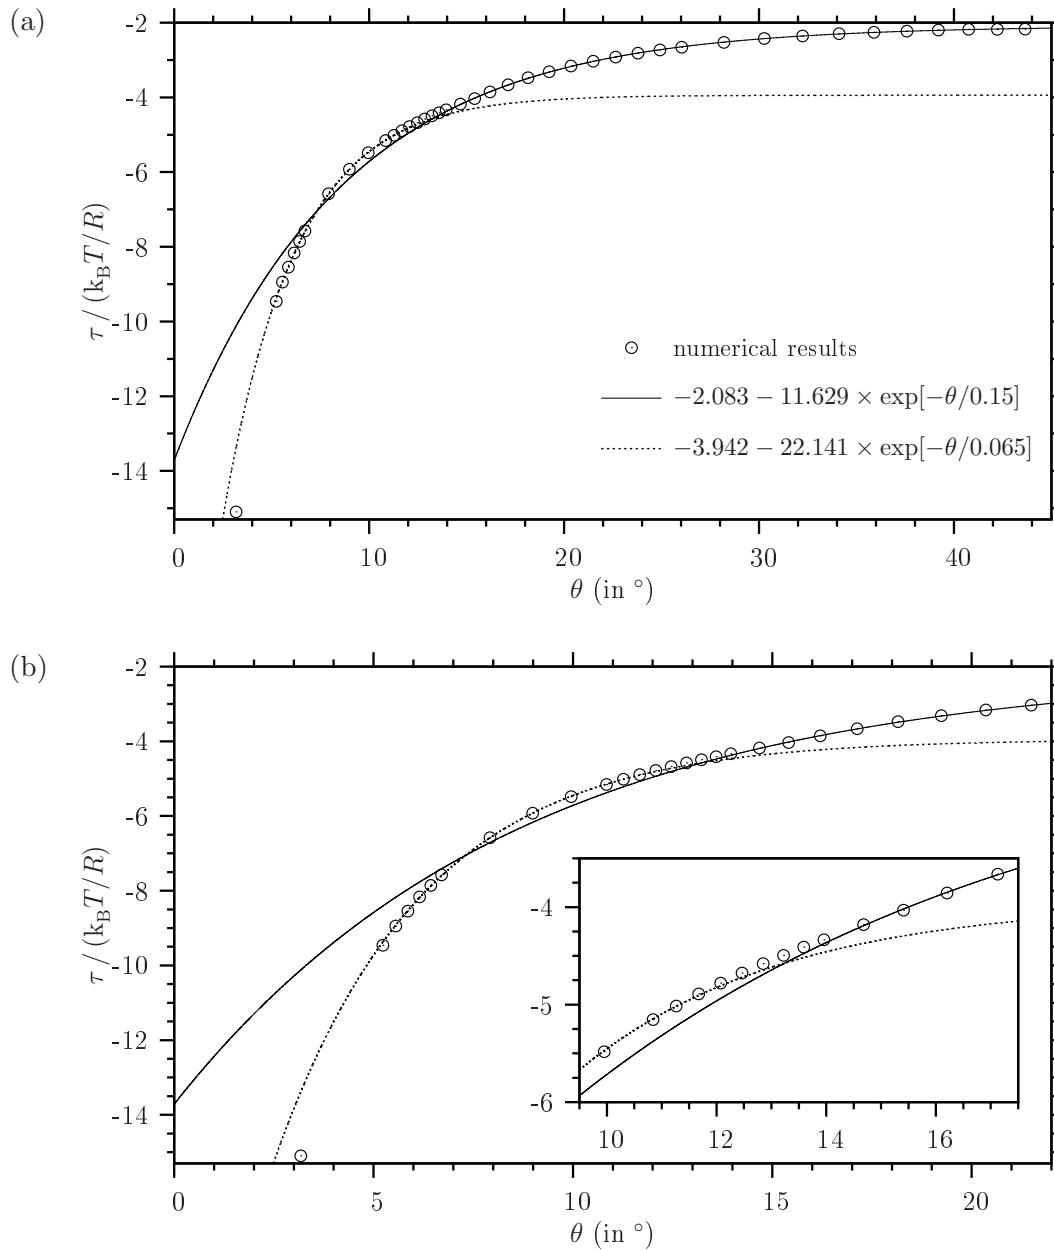 (a)
-2
-4
-6
-8
-10
-12
-14
τ / (k_B T/R)
numerical results
−2.083 − 11.629 × exp[−θ/0.15]
−3.942 − 22.141 × exp[−θ/0.065]
0 10 20 30 40
θ (in °)
(b)
-2
-4
-6
-8
-10
-12
-14
τ / (k_B T/R)
-4
-5
-6
10 12 14 16
0 5 10 15 20
θ (in °)